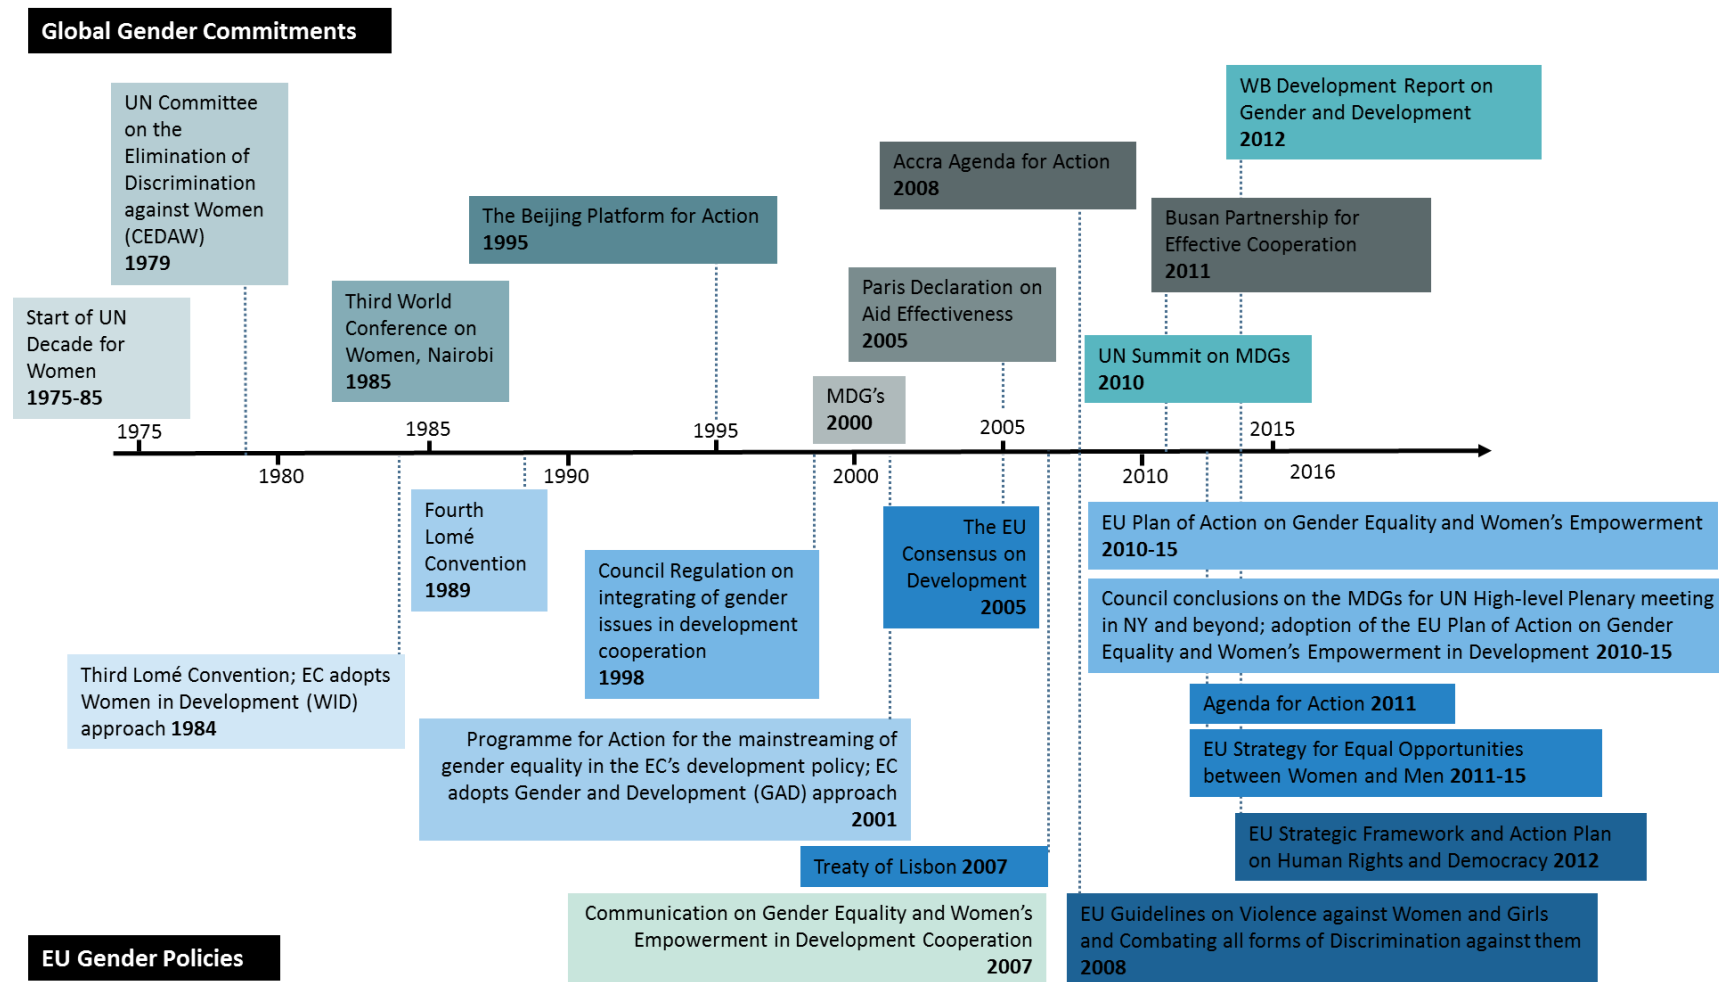 Global Gender Commitments
UN Committee
on the
Elimination of
Discrimination
against Women
(CEDAW)
1979
Start of UN
Decade for
Women
1975-85
Third World
Conference on
Women, Nairobi
1985
The Beijing Platform for Action
1995
MDG’s
2000
Paris Declaration on
Aid Effectiveness
2005
Accra Agenda for Action
2008
WB Development Report on
Gender and Development
2012
Busan Partnership for
Effective Cooperation
2011
UN Summit on MDGs
2010
1975
1985
1995
2005
2015
1980
1990
2000
2010
2016
Third Lomé Convention; EC adopts
Women in Development (WID)
approach 1984
Fourth
Lomé
Convention
1989
Council Regulation on
integrating of gender
issues in development
cooperation
1998
Programme for Action for the mainstreaming of
gender equality in the EC’s development policy; EC
adopts Gender and Development (GAD) approach
2001
The EU
Consensus on
Development
2005
Treaty of Lisbon 2007
Communication on Gender Equality and Women’s
Empowerment in Development Cooperation
2007
EU Plan of Action on Gender Equality and Women’s Empowerment
2010-15
Council conclusions on the MDGs for UN High-level Plenary meeting
in NY and beyond; adoption of the EU Plan of Action on Gender
Equality and Women’s Empowerment in Development 2010-15
Agenda for Action 2011
EU Strategy for Equal Opportunities
between Women and Men 2011-15
EU Strategic Framework and Action Plan
on Human Rights and Democracy 2012
EU Guidelines on Violence against Women and Girls
and Combating all forms of Discrimination against them
2008
EU Gender Policies